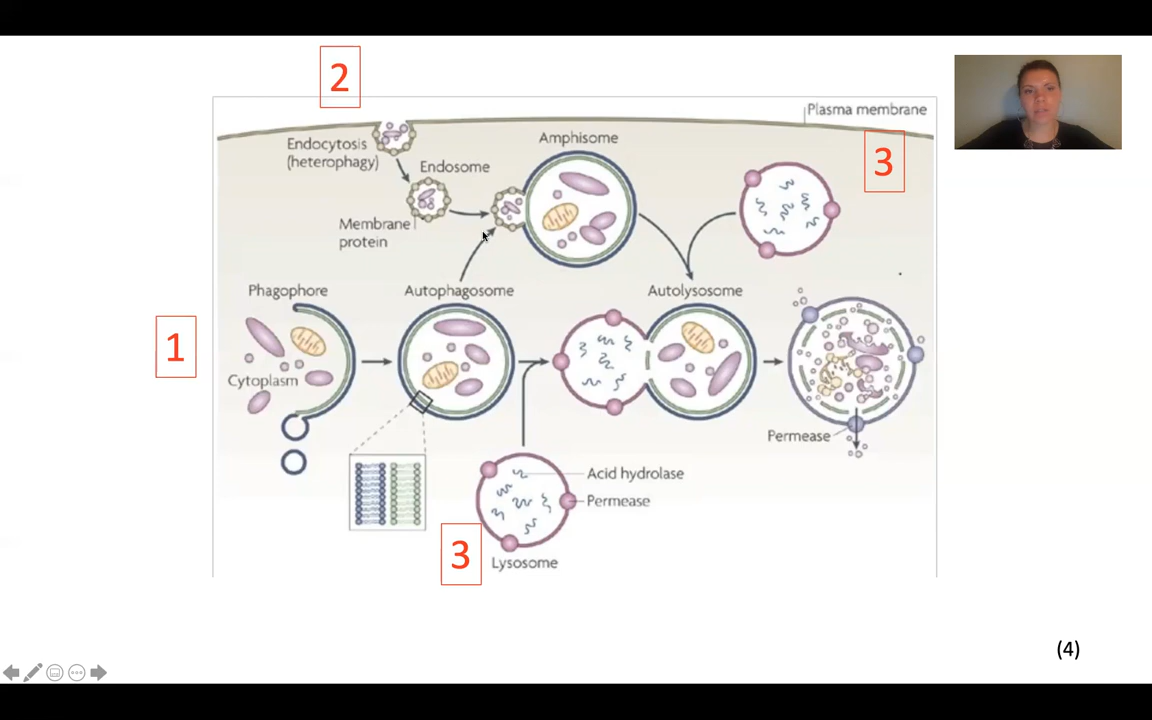 2
Plasma membrane
Endocytosis
(heterophagy)
Amphisome
3
Endosome
Membrane
protein
Phagophore
Autophagosome
Autolysosome
1
Cytoplasm
Permease
Acid hydrolase
Permease
3
Lysosome
(4)